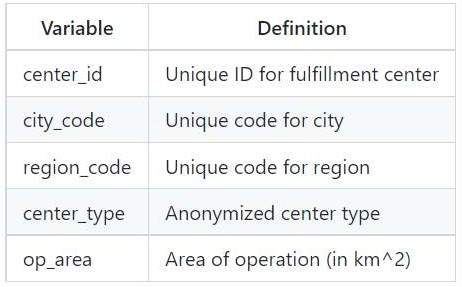 Variable Definition
center_id Unique ID for fulfillment center
city_code Unique code for city
region_code Unique code for region
center_type Anonymized center type
op_area Area of operation (in km^2)